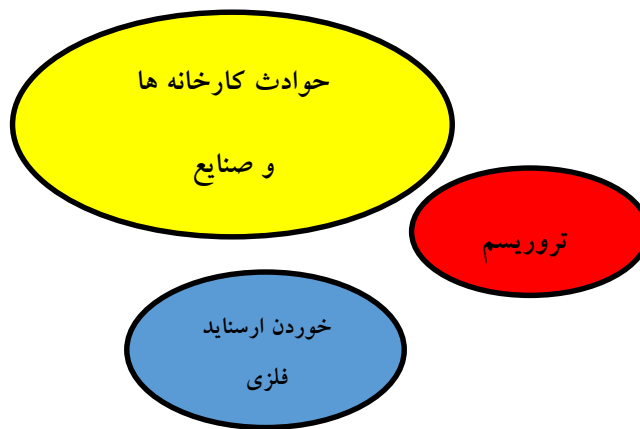 حوادث کارخانه ها
و صنایع
تروریسم
خوردن ارسناید
فلزی